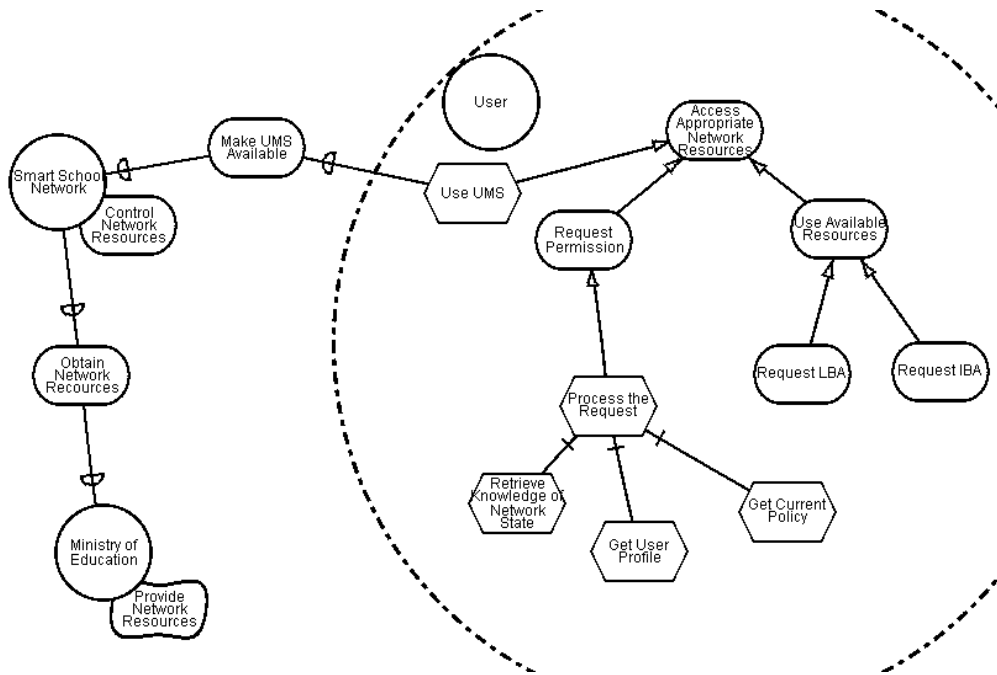 User
Access
Appropriate
Network
Resources
Make UMS
Available
Smart School
Network
Use UMS
Control
Network
Resources
Request
Permission
Use Available
Resources
Obtain
Network
Recources
Request LBA
Request IBA
Process the
Request
Retrieve
Knowledge of
Network
State
Get Current
Policy
Get User
Profile
Ministry of
Education
Provide
Network
Resources